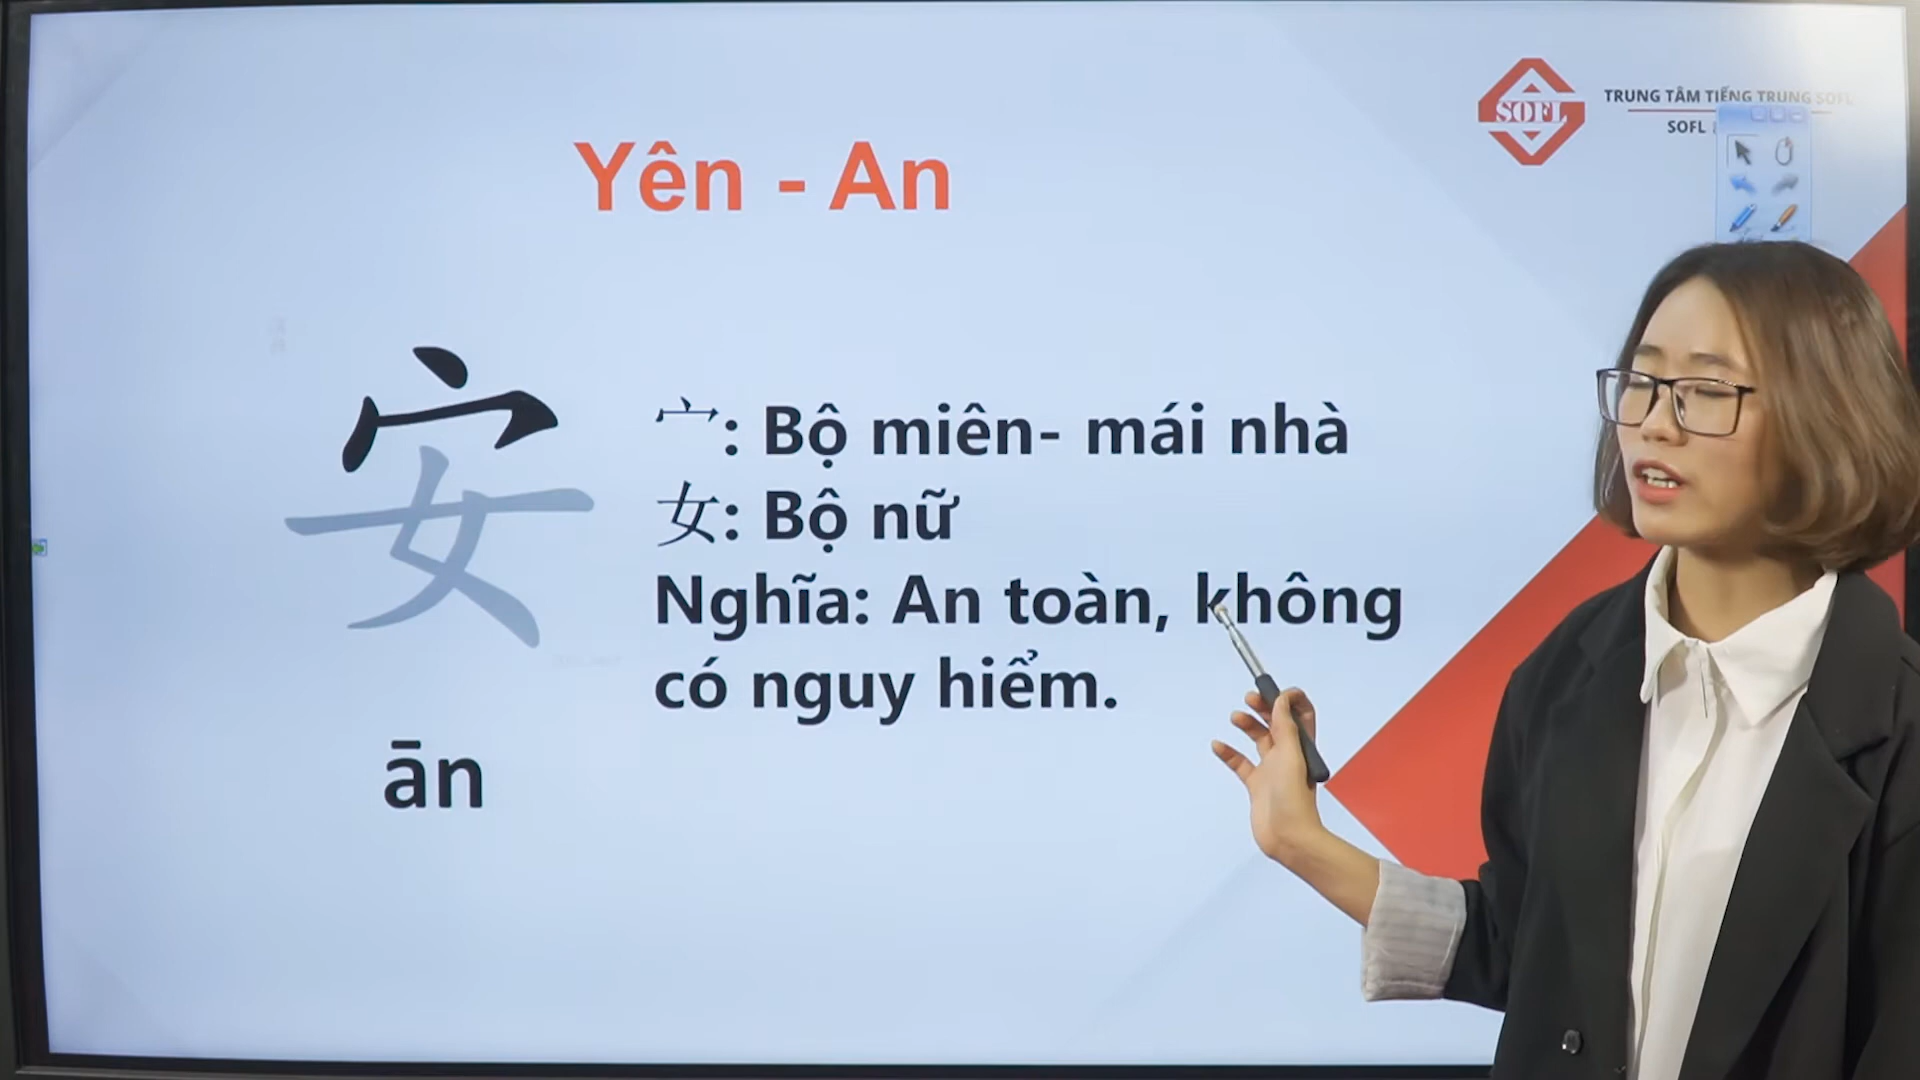 SOFL
TRUNG TÂM TIẾNG TRUNG SOFL
SOFL
Yên - An
安
宀: Bộ miên- mái nhà
女: Bộ nữ
Nghĩa: An toàn, không
có nguy hiểm.
ān